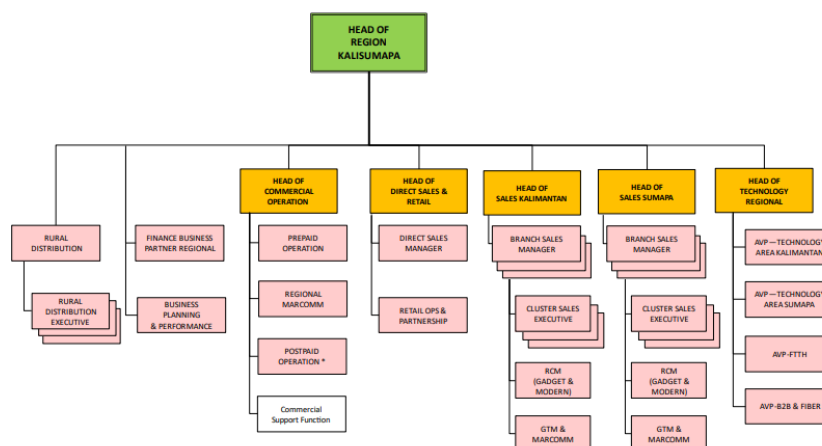 HEAD OF
REGION
KALISUMAPA
HEAD OF
COMMERCIAL
OPERATION
HEAD OF
DIRECT SALES &
RETAIL
HEAD OF
SALES KALIMANTAN
HEAD OF
SALES SUMAPA
HEAD OF
TECHNOLOGY
REGIONAL
RURAL
DISTRIBUTION
RURAL
DISTRIBUTION
EXECUTIVE
FINANCE BUSINESS
PARTNER REGIONAL
BUSINESS
PLANNING
& PERFORMANCE
PREPAID
OPERATION
REGIONAL
MARCOMM
POSTPAID
OPERATION *
Commercial
Support Function
DIRECT SALES
MANAGER
RETAIL OPS &
PARTNERSHIP
BRANCH SALES
MANAGER
CLUSTER SALES
EXECUTIVE
RCM
(GADGET &
MODERN)
GTM &
MARCOMM
BRANCH SALES
MANAGER
CLUSTER SALES
EXECUTIVE
RCM
(GADGET &
MODERN)
GTM &
MARCOMM
AVP—TECHNOLOGY
AREA KALIMANTAN
AVP—TECHNOLOGY
AREA SUMAPA
AVP-FTTH
AVP-B2B & FIBER